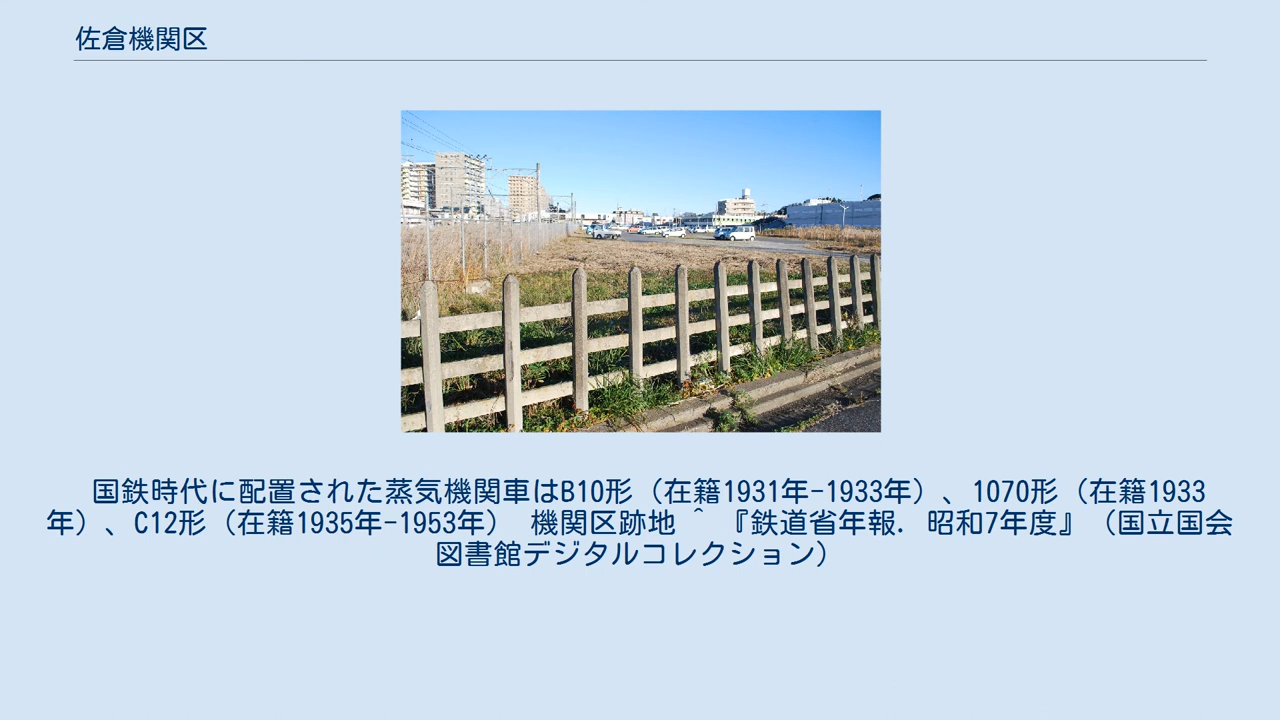 佐倉機関区
国鉄時代に配置された蒸気機関車はB10形（在籍1931年-1933年）、1070形（在籍1933
年）、C12形（在籍1935年-1953年） 機関区跡地 ^ 『鉄道省年報. 昭和7年度』（国立国会
図書館デジタルコレクション）